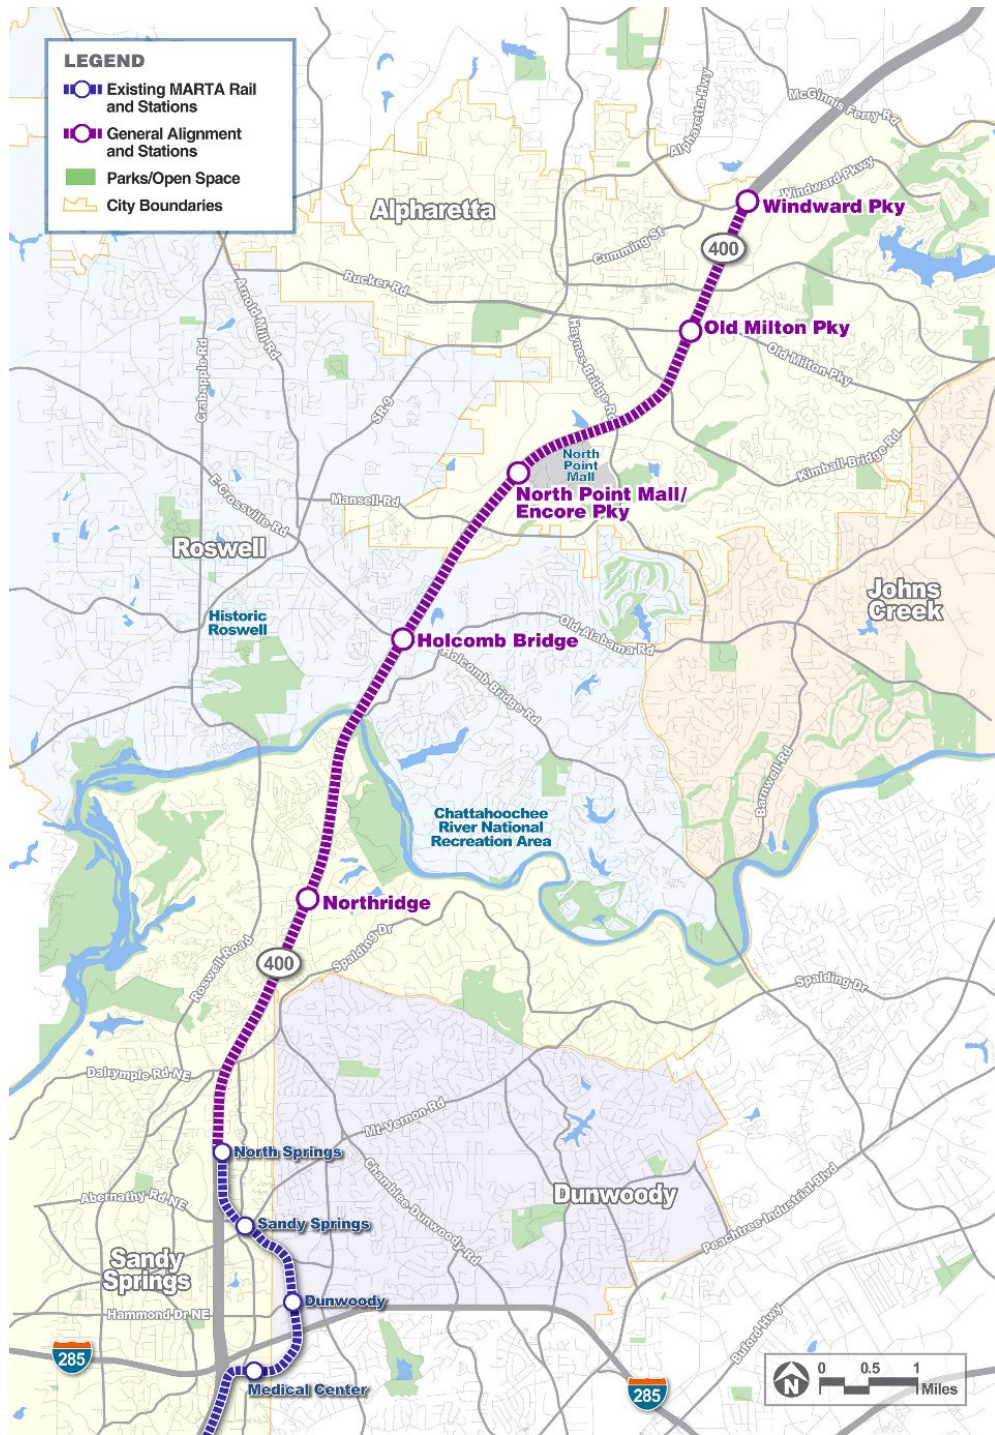 LEGEND
Existing MARTA Rail
and Stations
General Alignment
and Stations
Parks/Open Space
City Boundaries
McGinnis Ferry Rd
Alpharetta Hwy
Windward Pkwy
Windward Pky
Alpharetta
Cumming St
400
Rucker Rd
Arnold Mill Rd
Old Milton Pky
Haynes Bridge Rd
Old Milton Pky
Crabapple Rd
SR-9
Kimball Bridge Rd
North
Point
Mall
North Point Mall/
Encore Pky
Mansell Rd
E Crossville Rd
Roswell
Johns
Creek
Historic
Roswell
Old Alabama Rd
Holcomb Bridge
Holcomb Bridge Rd
Barnwell Rd
Chattahoochee
River National
Recreation Area
Northridge
Roswell Road
400
Spalding Dr
Spalding Dr
Dalrymple Rd NE
Mt Vernon Rd
North Springs
Chamblee Dunwoody Rd
Dunwoody
Abernathy Rd NE
Sandy Springs
Peachtree Industrial Blvd
Sandy
Springs
Dunwoody
Hammond Dr NE
Buford Hwy
285
Medical Center
285
N
0 0.5 1
Miles